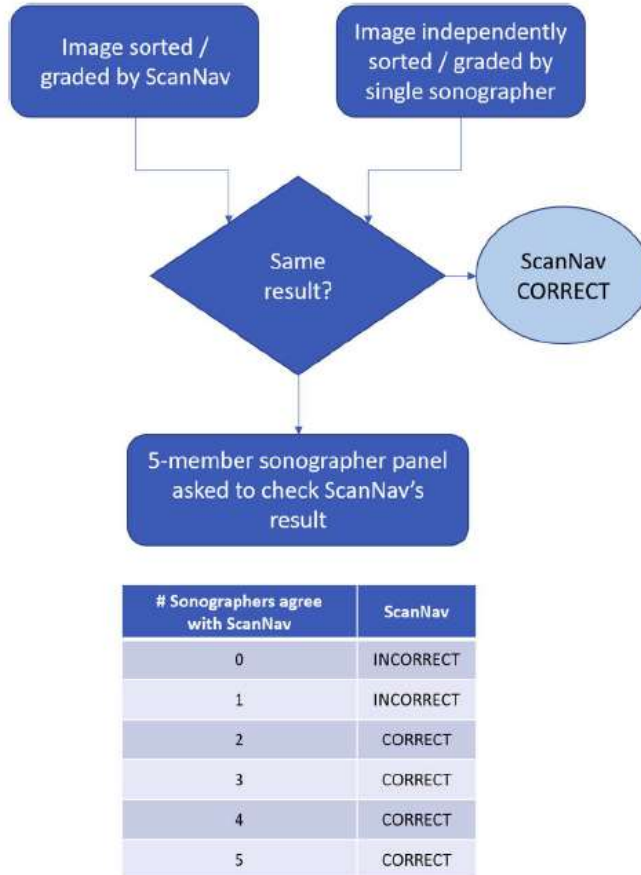 Image sorted /
graded by ScanNav
Image independently
sorted / graded by
single sonographer
Same
result?
ScanNav
CORRECT
5-member sonographer panel
asked to check ScanNav's
result
# Sonographers agree
with ScanNav
ScanNav
0 INCORRECT
1 INCORRECT
2 CORRECT
3 CORRECT
4 CORRECT
5 CORRECT